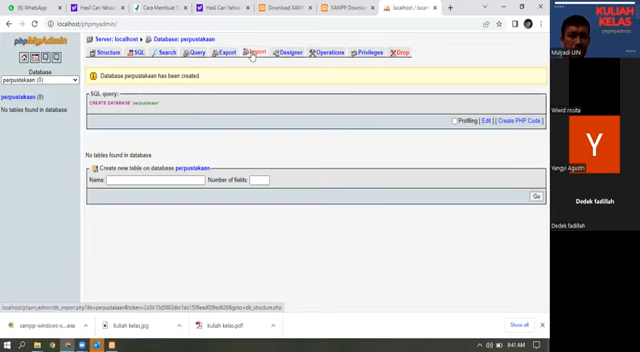 WhatsApp
Hasil Cari Yahoo
Cara Membuat D
Hasil Cari Yahoo
Download XAMPP
XAMPP Downlo
localhost / loca
localhost/phpmyadmin/
phpMyAdmin
Database
perpustakaan (0)
perpustakaan (0)
No tables found in database.
Server: localhost
Database: perpustakaan
Structure
SQL
Search
Query
Export
Import
Designer
Operations
Privileges
Drop
Database perpustakaan has been created.
SQL query:
CREATE DATABASE `perpustakaan`
Profiling [ Edit ] [ Create PHP Code ]
No tables found in database.
Create new table on database perpustakaan
Name:
Number of fields:
Go
xampp-windows-x....exe
kuliah kelas.jpg
kuliah kelas.pdf
Show all
8:41 AM
KULIAH
KELAS
Mulyadi UN
Wiwid rosita
Y
Yangyi Agustri
Dedek fadillah
Dedek fadillah